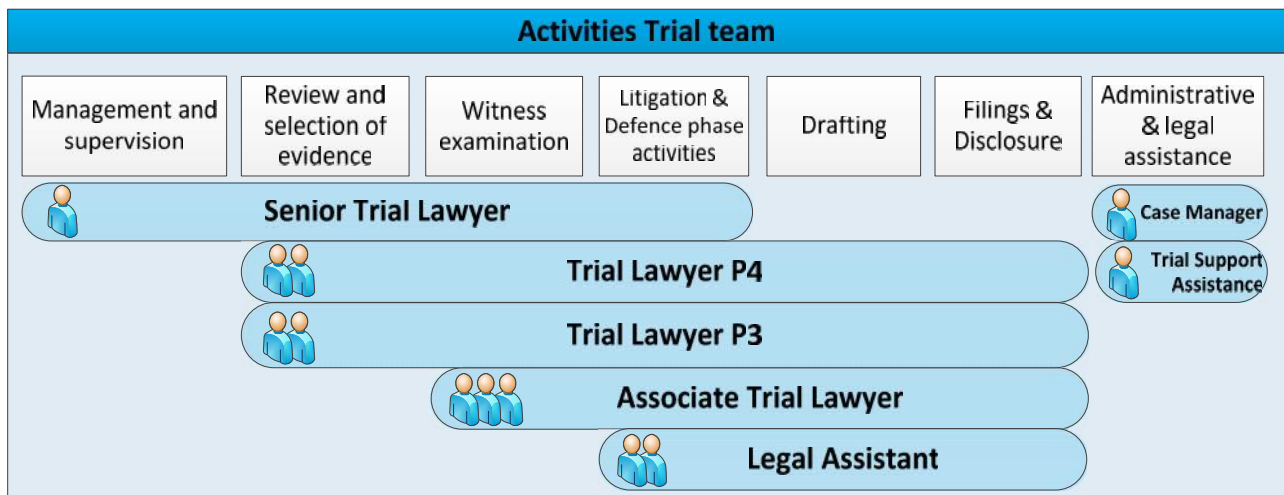 Activities Trial team
Management and
supervision
Review and
selection of
evidence
Witness
examination
Litigation &
Defence phase
activities
Drafting
Filings &
Disclosure
Administrative
& legal
assistance
Senior Trial Lawyer
Case Manager
Trial Lawyer P4
Trial Support
Assistance
Trial Lawyer P3
Associate Trial Lawyer
Legal Assistant